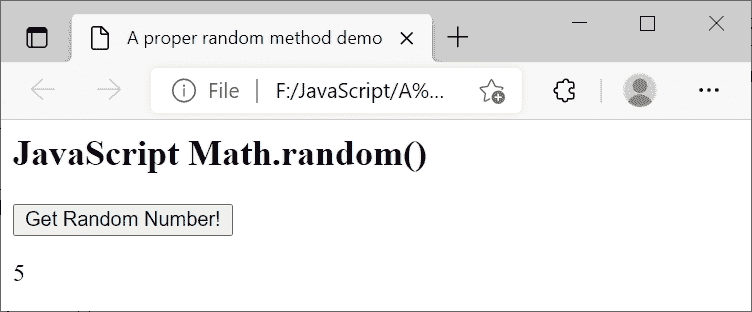 A proper random method demo
File | F:/JavaScript/A%...
JavaScript Math.random()
Get Random Number!
5